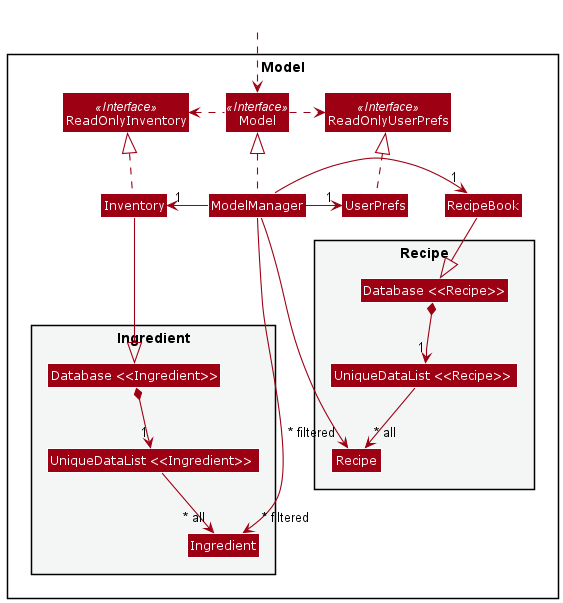 Model
«Interface»
ReadOnlyInventory
«Interface»
Model
«Interface»
ReadOnlyUserPrefs
1
1
1
Inventory
ModelManager
UserPrefs
RecipeBook
Recipe
Database <<Recipe>>
1
UniqueDataList <<Recipe>>
* filtered
* all
Recipe
Ingredient
Database <<Ingredient>>
1
UniqueDataList <<Ingredient>>
* all
* filtered
Ingredient